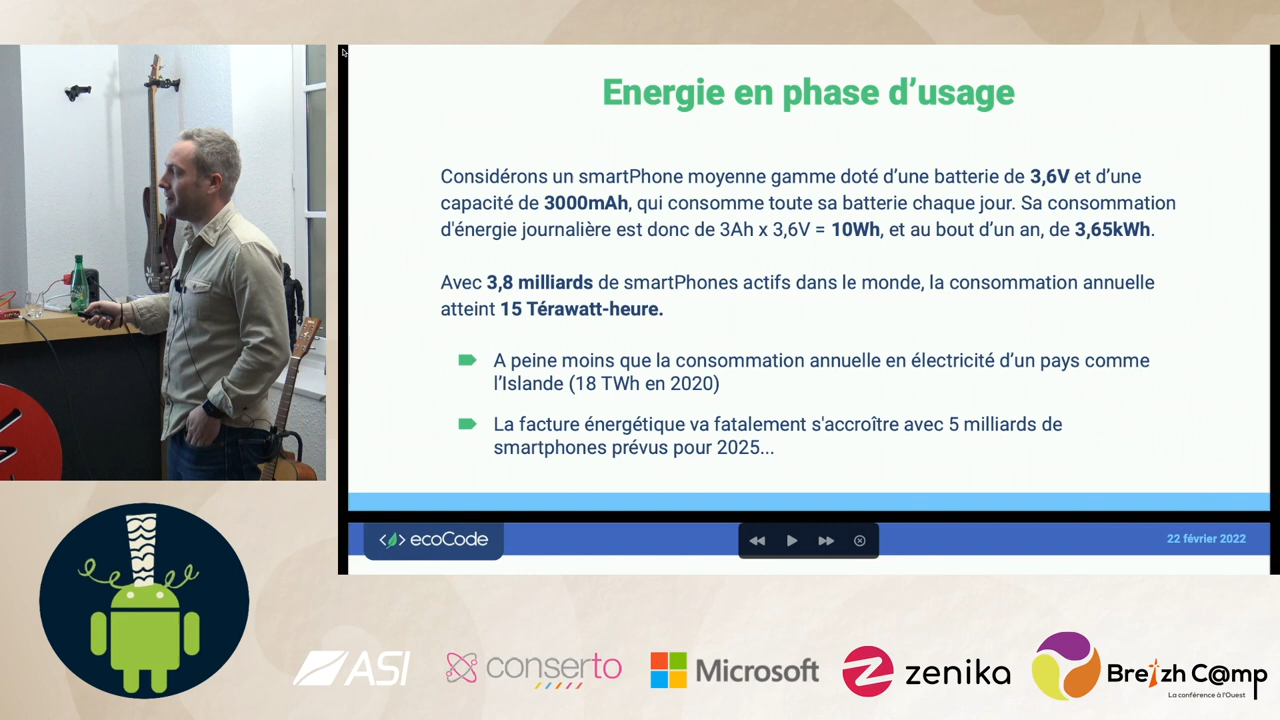 Energie en phase d’usage
Considérons un smartPhone moyenne gamme doté d’une batterie de 3,6V et d’une
capacité de 3000mAh, qui consomme toute sa batterie chaque jour. Sa consommation
d'énergie journalière est donc de 3Ah x 3,6V = 10Wh, et au bout d’un an, de 3,65kWh.
Avec 3,8 milliards de smartPhones actifs dans le monde, la consommation annuelle
atteint 15 Térawatt-heure.
A peine moins que la consommation annuelle en électricité d’un pays comme
l’Islande (18 TWh en 2020)
La facture énergétique va fatalement s'accroître avec 5 milliards de
smartphones prévus pour 2025...
ecoCode
22 février 2022
ASI
conserto
Microsoft
zenika
Breizh C@mp
La conférence à l'Ouest